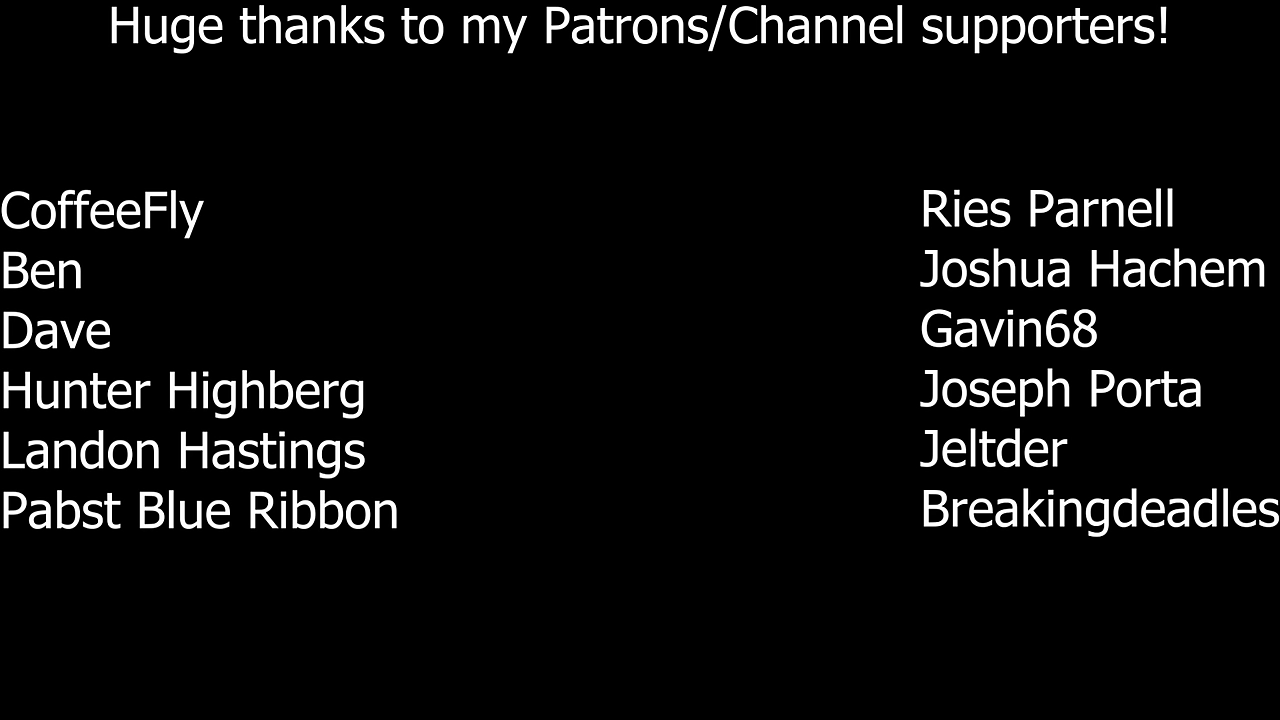 Huge thanks to my Patrons/Channel supporters!
CoffeeFly
Ben
Dave
Hunter Highberg
Landon Hastings
Pabst Blue Ribbon
Ries Parnell
Joshua Hachem
Gavin68
Joseph Porta
Jeltder
Breakingdeadles